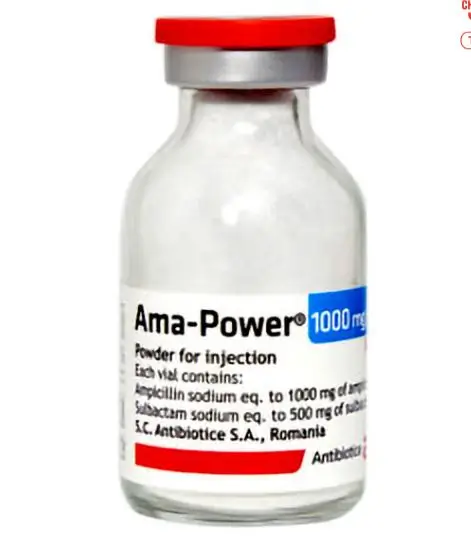 CH
Ama-Power® 1000 mg
Powder for injection
Each vial contains:
Ampicillin sodium eq. to 1000 mg of
Sulbactam sodium eq. to 500 mg of
S.C. Antibiotice S.A., Romania
Antibiotice